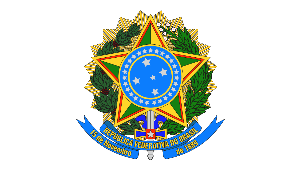 REPUBLICA FEDERATIVA DO BRASIL
15 de Novembro
de 1889